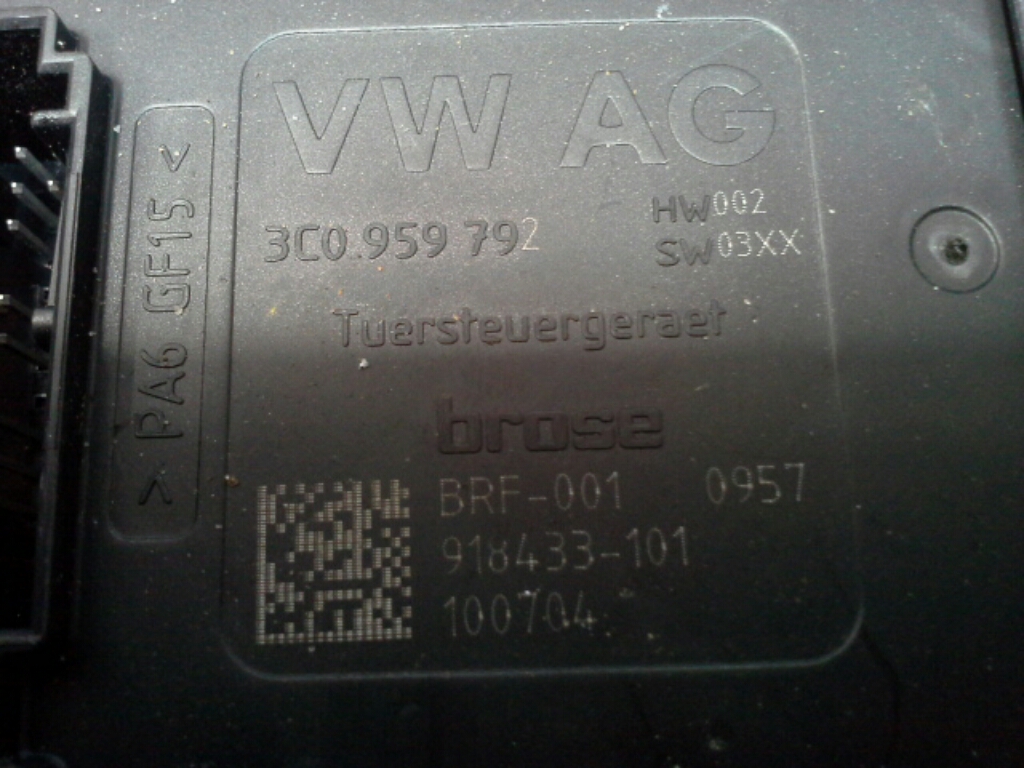 VW AG
3C0 959 792
HW002
SW03XX
Tuersteuergeraet
brose
BRF-001 0957
918433-101
100704
> PA6 GF15 <